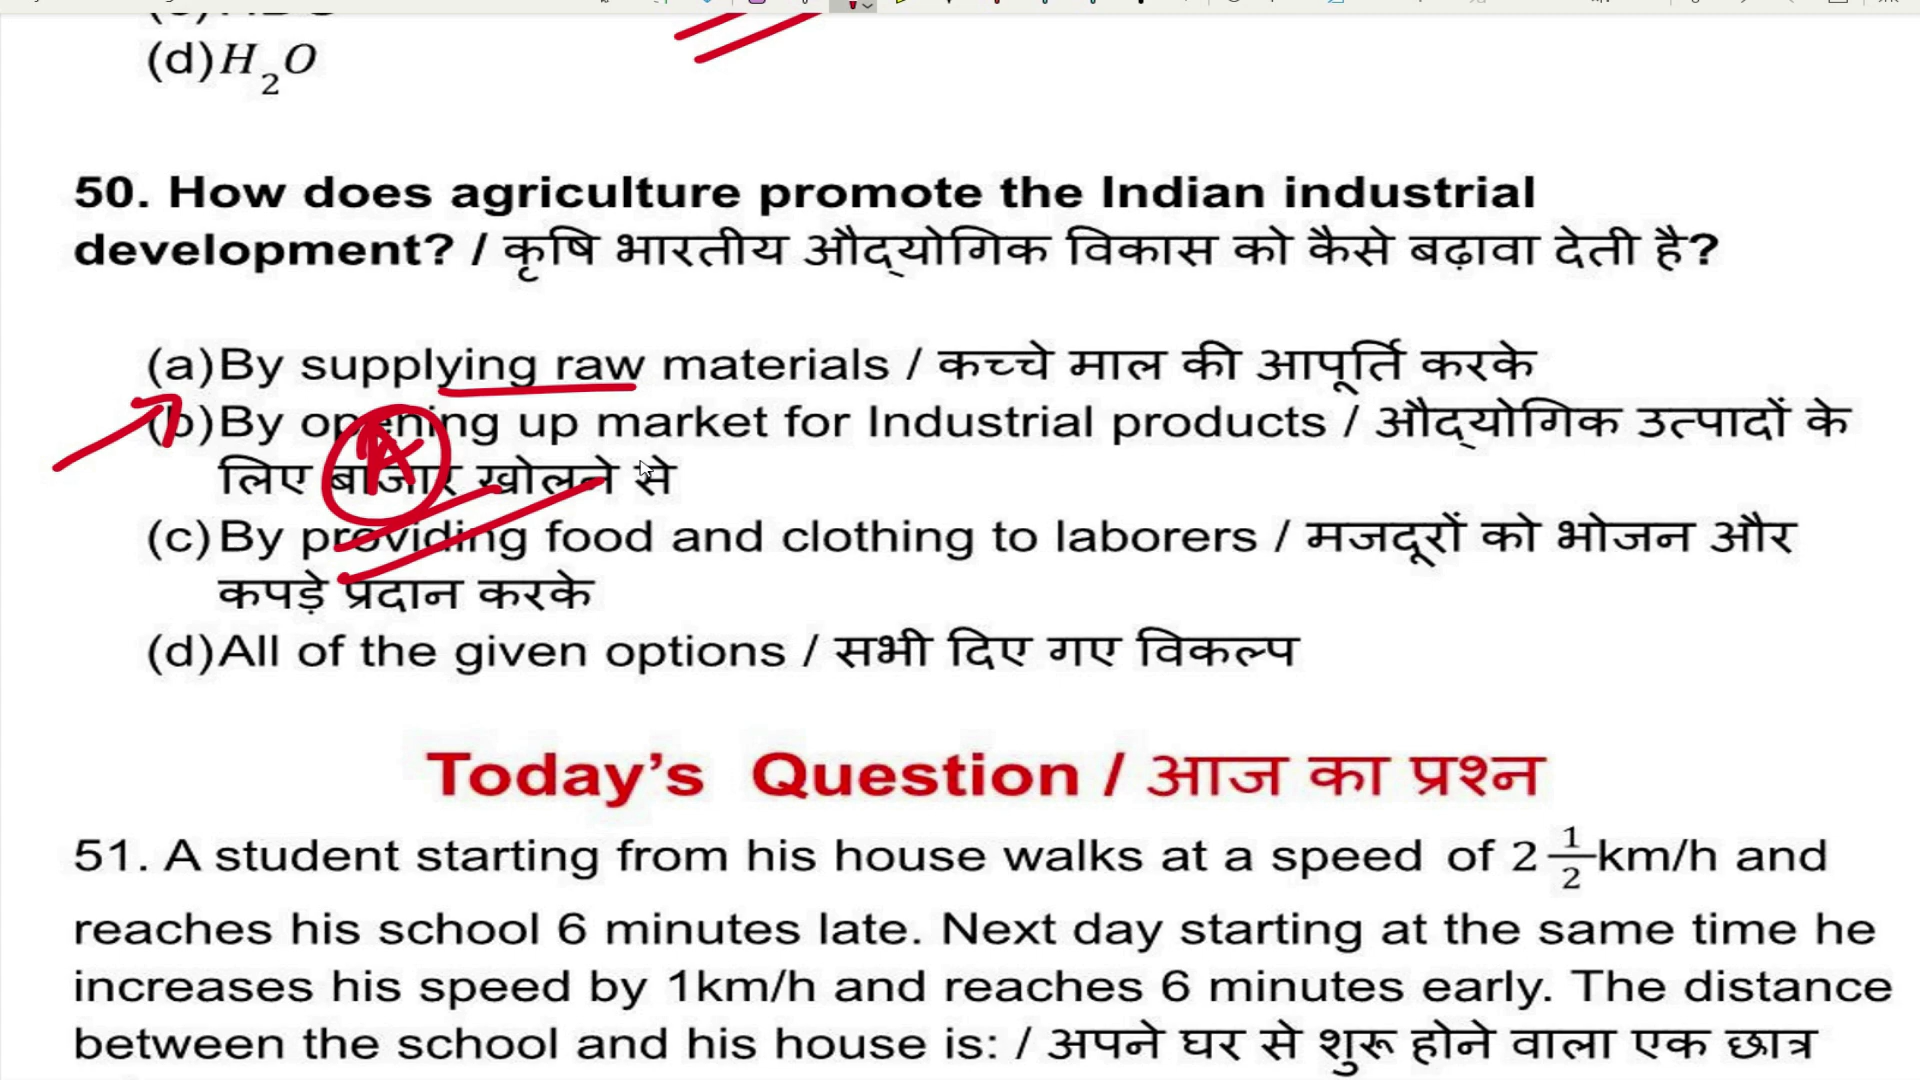 (d) H₂O
50. How does agriculture promote the Indian industrial
development? / कृषि भारतीय औद्योगिक विकास को कैसे बढ़ावा देती है?
(a) By supplying raw materials / कच्चे माल की आपूर्ति करके
(b) By opening up market for Industrial products / औद्योगिक उत्पादों के
लिए बाजार खोलने से
A
(c) By providing food and clothing to laborers / मजदूरों को भोजन और
कपड़े प्रदान करके
(d) All of the given options / सभी दिए गए विकल्प
Today's Question / आज का प्रश्न
51. A student starting from his house walks at a speed of 2 1/2 km/h and
reaches his school 6 minutes late. Next day starting at the same time he
increases his speed by 1km/h and reaches 6 minutes early. The distance
between the school and his house is: / अपने घर से शुरू होने वाला एक छात्र